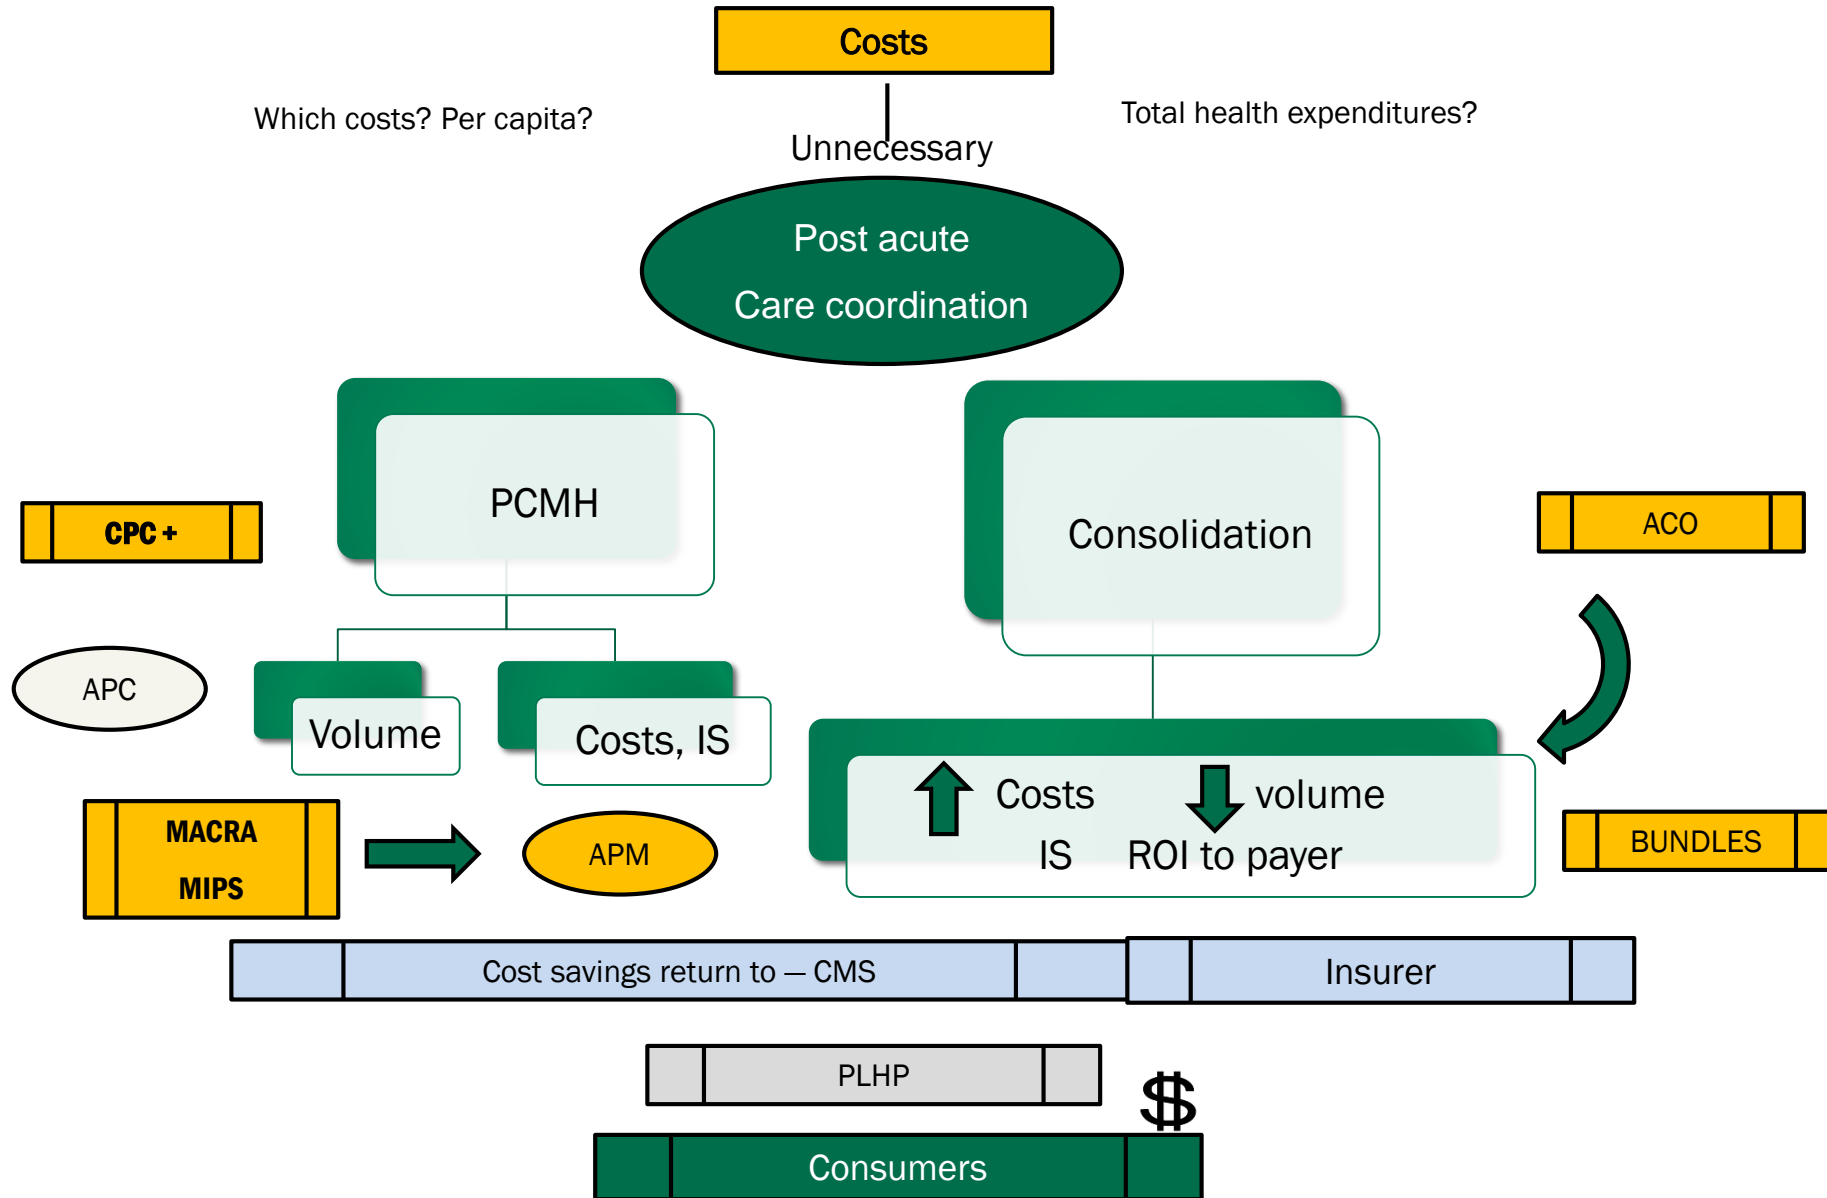 Costs
Which costs? Per capita?
Total health expenditures?
Unnecessary
Post acute
Care coordination
PCMH
Consolidation
CPC +
ACO
APC
Volume
Costs, IS
Costs volume
IS ROI to payer
MACRA
MIPS
APM
BUNDLES
Cost savings return to — CMS
Insurer
PLHP
$
Consumers